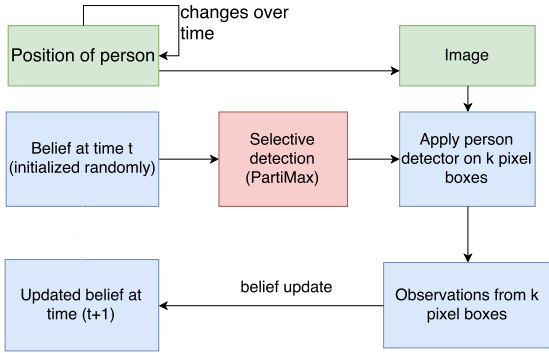 changes over
time
Position of person
Image
Belief at time t
(initialized randomly)
Selective
detection
(PartiMax)
Apply person
detector on k pixel
boxes
Updated belief at
time (t+1)
belief update
Observations from k
pixel boxes